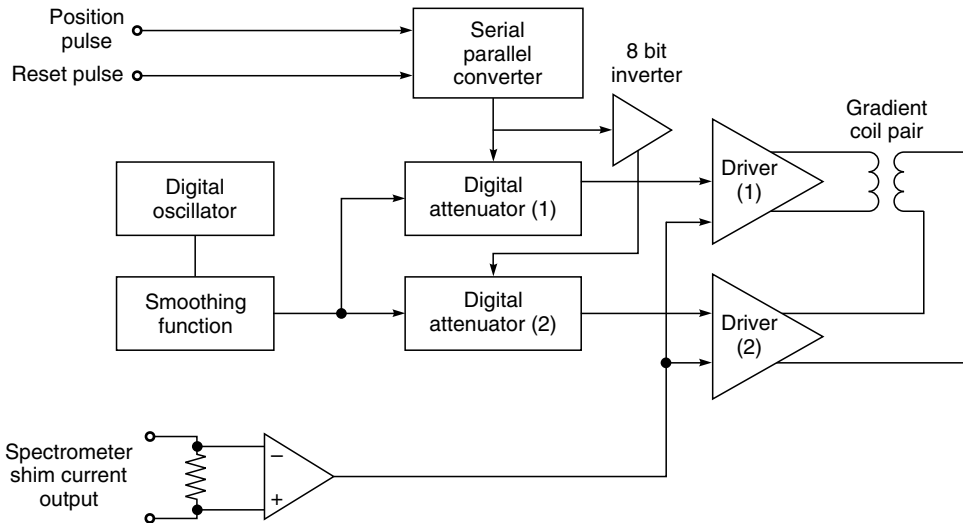 Position
pulse
Reset pulse
Serial
parallel
converter
8 bit
inverter
Gradient
coil pair
Digital
oscillator
Digital
attenuator (1)
Driver
(1)
Smoothing
function
Digital
attenuator (2)
Driver
(2)
Spectrometer
shim current
output
−
+